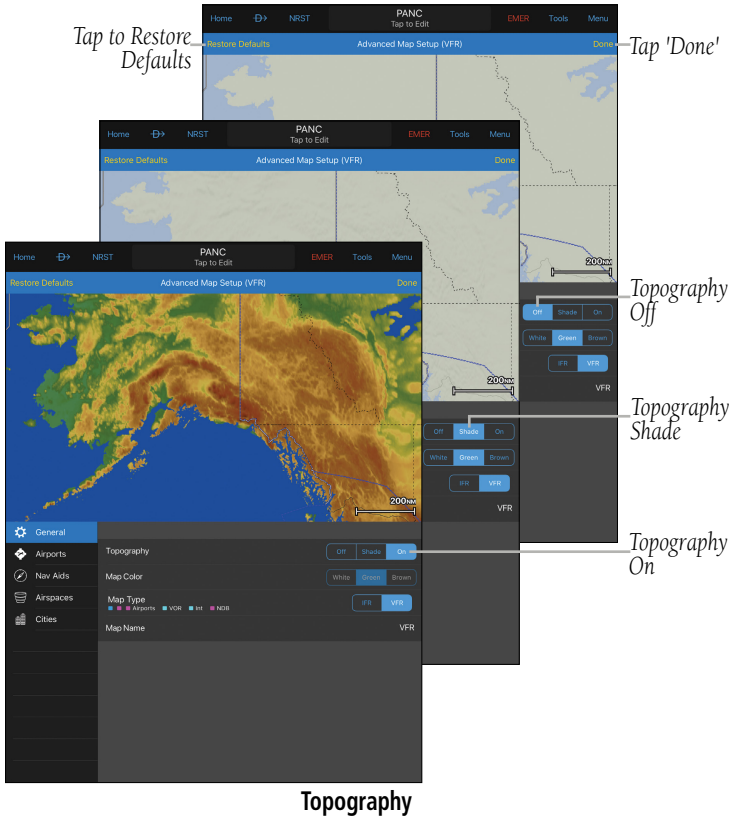 Home NRST PANC EMER Tools Menu
Tap to Edit
Restore Defaults Advanced Map Setup (VFR) Done
Tap to Restore
Defaults
Tap 'Done'
200NM
Off Shade On
White Green Brown
IFR VFR
VFR
Topography
Off
Home NRST PANC EMER Tools Menu
Tap to Edit
Restore Defaults Advanced Map Setup (VFR) Done
200NM
Off Shade On
White Green Brown
IFR VFR
VFR
Topography
Shade
Home NRST PANC EMER Tools Menu
Tap to Edit
Restore Defaults Advanced Map Setup (VFR) Done
200NM
General
Airports
Nav Aids
Airspaces
Cities
Topography Off Shade On
Map Color White Green Brown
Map Type IFR VFR
Airports VOR Int NDB
Map Name VFR
Topography
On
Topography